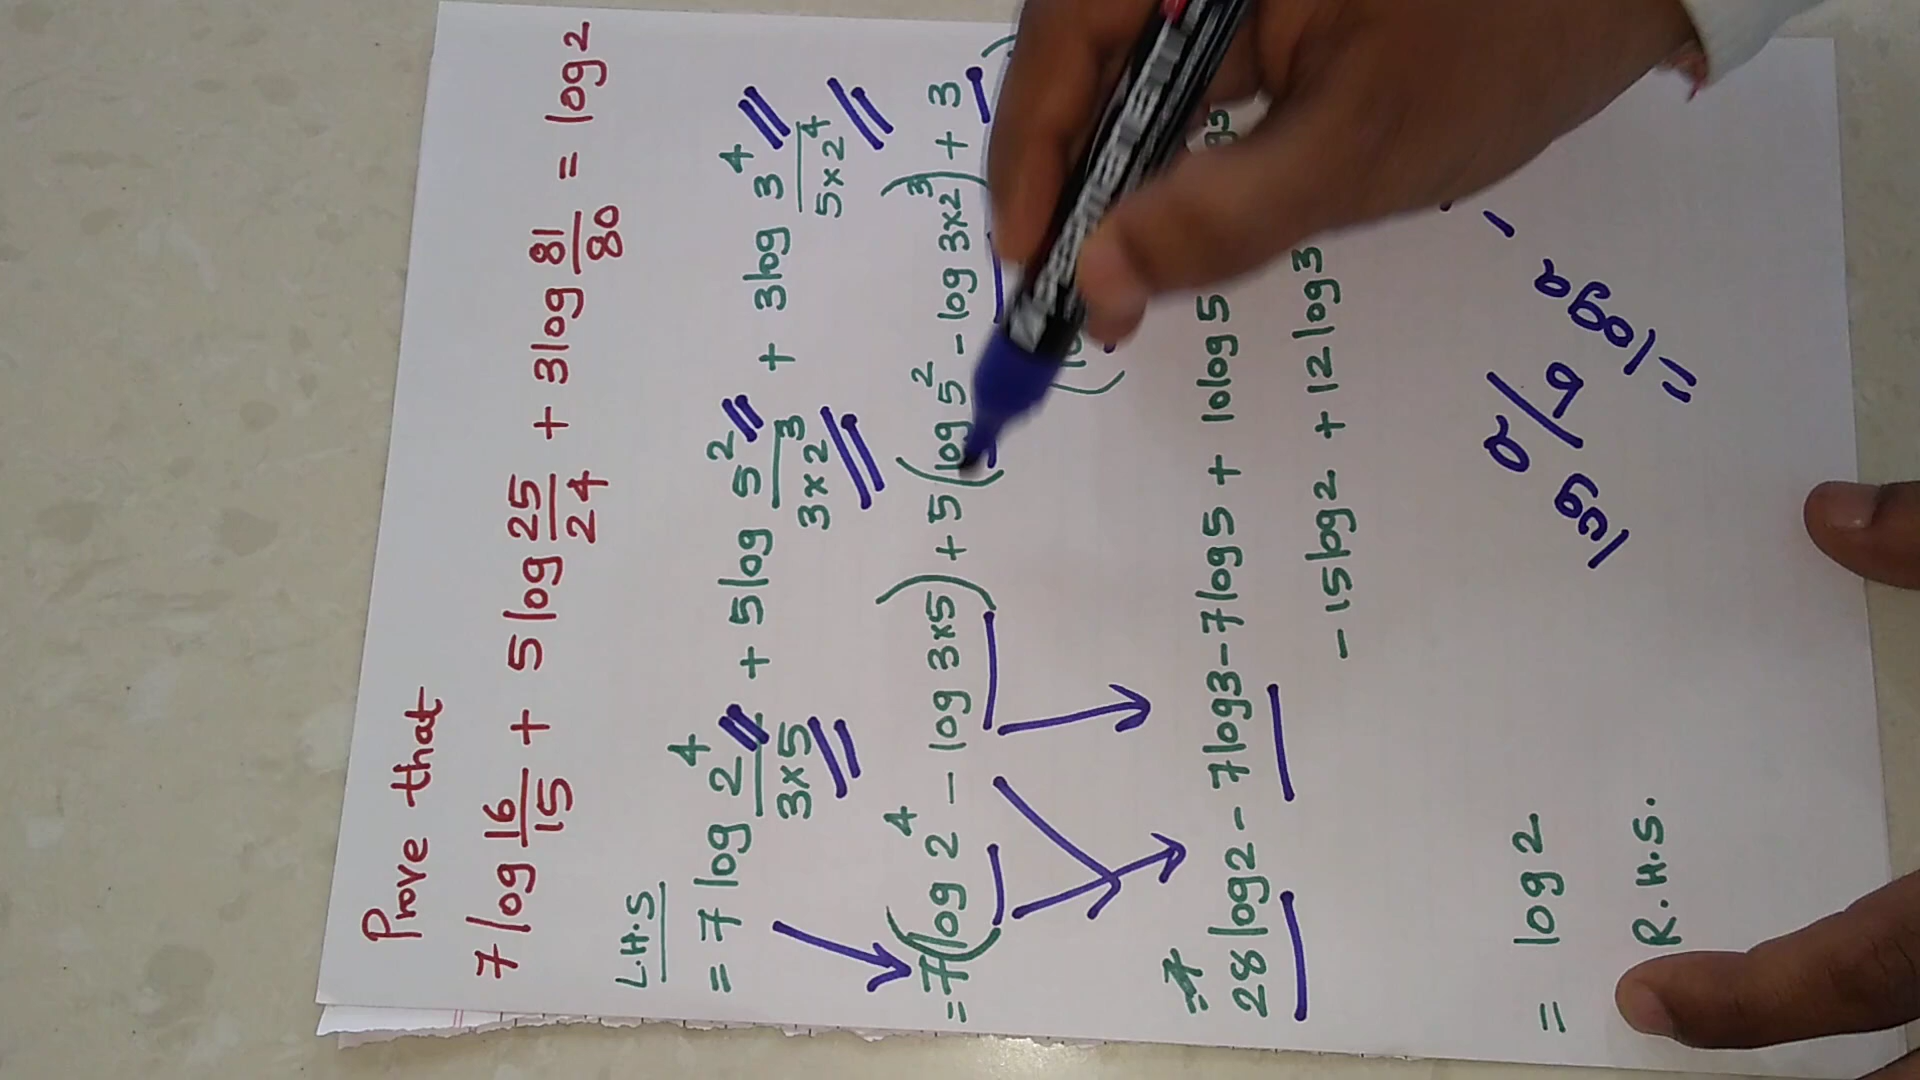 Prove that
7 log 16/15 + 5 log 25/24 + 3 log 81/80 = log 2
L.H.S
= 7 log 2^4/3×5 + 5 log 5^2/3×2^3 + 3 log 3^4/5×2^4
= 7 (log 2^4 - log 3×5) + 5 (log 5^2 - log 3×2^3) + 3
28 log 2 - 7 log 3 - 7 log 5 + 10 log 5
- 15 log 2 + 12 log 3
= log 2
R.H.S.
log a/b
= log a -